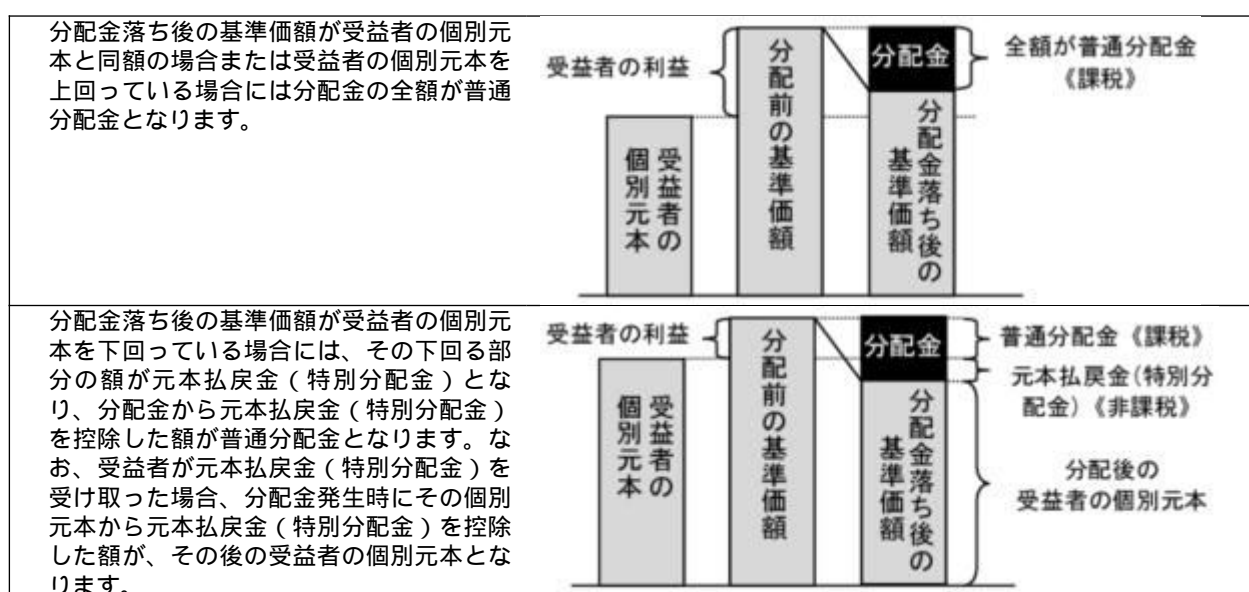 分配金落ち後の基準価額が受益者の個別元
本と同額の場合または受益者の個別元本を
上回っている場合には分配金の全額が普通
分配金となります。
受益者の利益
受益者の
個別元本
分配前の基準価額
分配金
分配金落ち後の
基準価額
全額が普通分配金
《課税》
分配金落ち後の基準価額が受益者の個別元
本を下回っている場合には、その下回る部
分の額が元本払戻金(特別分配金)とな
り、分配金から元本払戻金(特別分配金)
を控除した額が普通分配金となります。な
お、受益者が元本払戻金(特別分配金)を
受け取った場合、分配金発生時にその個別
元本から元本払戻金(特別分配金)を控除
した額が、その後の受益者の個別元本とな
ります。
受益者の利益
受益者の
個別元本
分配前の基準価額
分配金
分配金落ち後の
基準価額
普通分配金《課税》
元本払戻金(特別分
配金)《非課税》
分配後の
受益者の個別元本